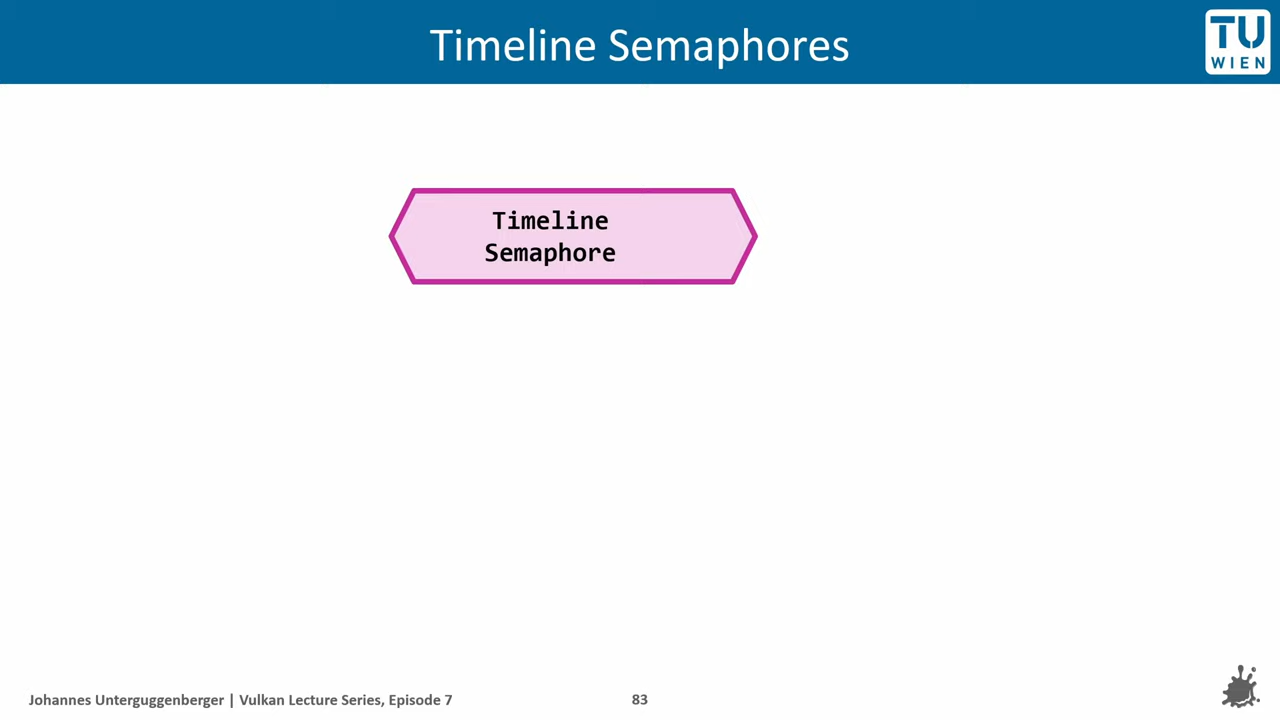 Timeline Semaphores
TU
WIEN
Timeline
Semaphore
Johannes Unterguggenberger | Vulkan Lecture Series, Episode 7
83